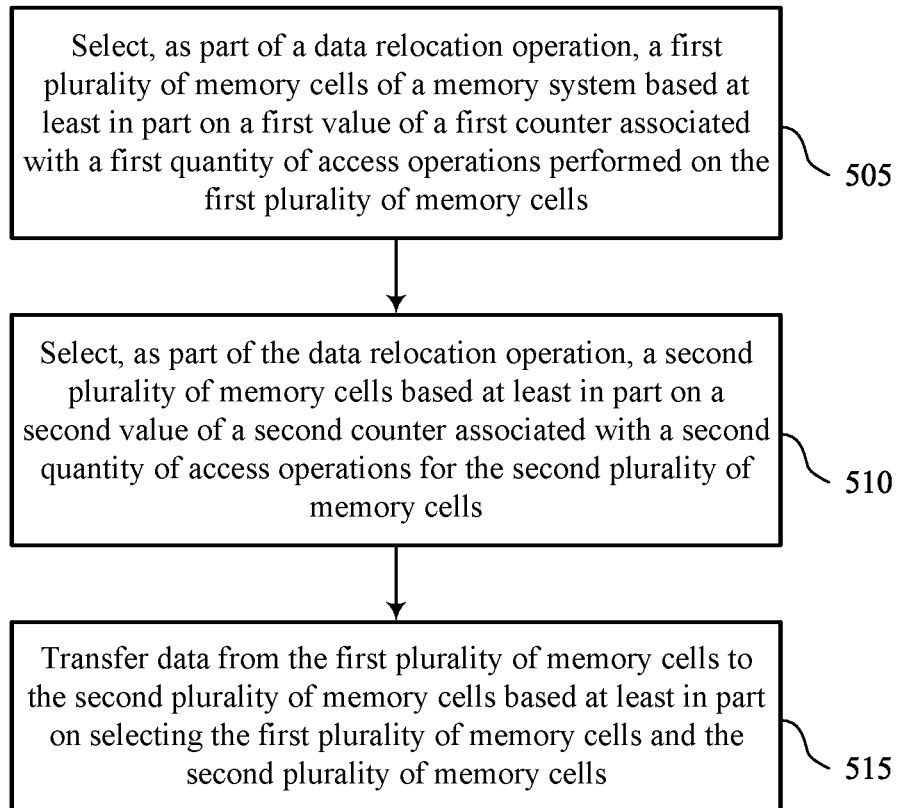 Select, as part of a data relocation operation, a first
plurality of memory cells of a memory system based at
least in part on a first value of a first counter associated
with a first quantity of access operations performed on the
first plurality of memory cells
505
Select, as part of the data relocation operation, a second
plurality of memory cells based at least in part on a
second value of a second counter associated with a second
quantity of access operations for the second plurality of
memory cells
510
Transfer data from the first plurality of memory cells to
the second plurality of memory cells based at least in part
on selecting the first plurality of memory cells and the
second plurality of memory cells
515